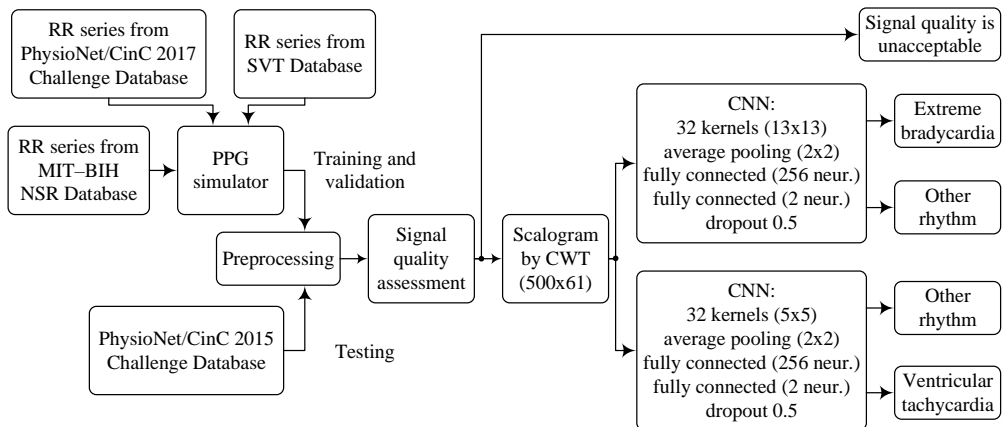 RR series from
PhysioNet/CinC 2017
Challenge Database
RR series from
SVT Database
RR series from
MIT–BIH
NSR Database
PPG
simulator
Training and
validation
Preprocessing
PhysioNet/CinC 2015
Challenge Database
Testing
Signal
quality
assessment
Scalogram
by CWT
(500x61)
Signal quality is
unacceptable
CNN:
32 kernels (13x13)
average pooling (2x2)
fully connected (256 neur.)
fully connected (2 neur.)
dropout 0.5
Extreme
bradycardia
Other
rhythm
CNN:
32 kernels (5x5)
average pooling (2x2)
fully connected (256 neur.)
fully connected (2 neur.)
dropout 0.5
Other
rhythm
Ventricular
tachycardia